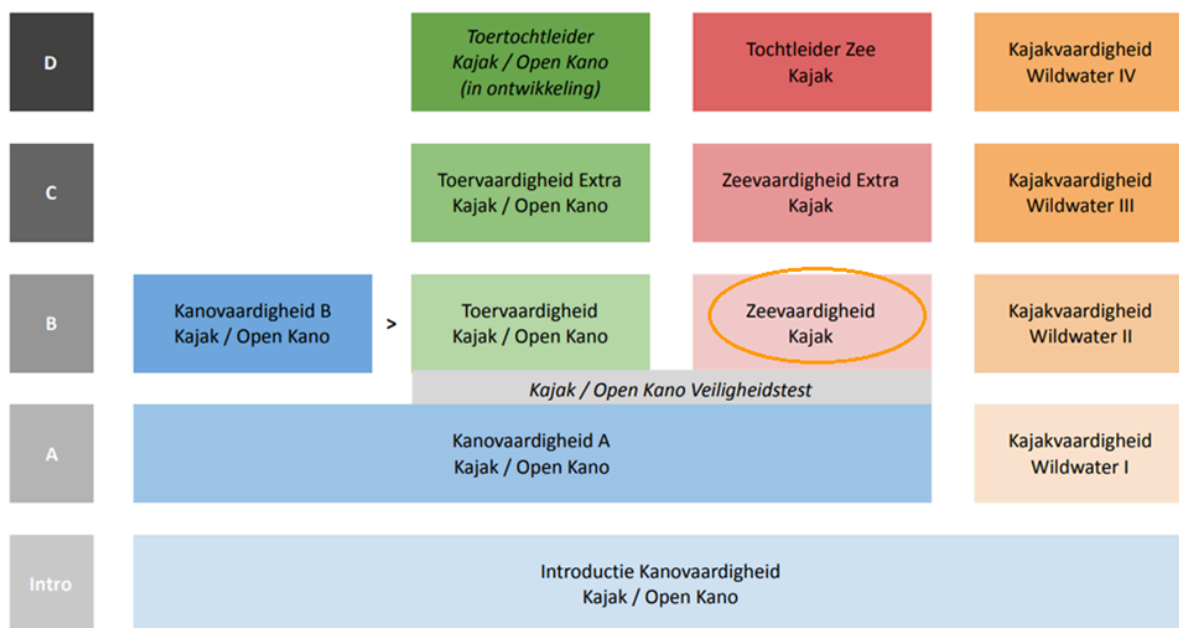 D
Toertochtleider
Kajak / Open Kano
(in ontwikkeling)
Tochtleider Zee
Kajak
Kajakvaardigheid
Wildwater IV
C
Toervaardigheid Extra
Kajak / Open Kano
Zeevaardigheid Extra
Kajak
Kajakvaardigheid
Wildwater III
B
Kanovaardigheid B
Kajak / Open Kano
>
Toervaardigheid
Kajak / Open Kano
Zeevaardigheid
Kajak
Kajakvaardigheid
Wildwater II
Kajak / Open Kano Veiligheidstest
A
Kanovaardigheid A
Kajak / Open Kano
Kajakvaardigheid
Wildwater I
Intro
Introductie Kanovaardigheid
Kajak / Open Kano